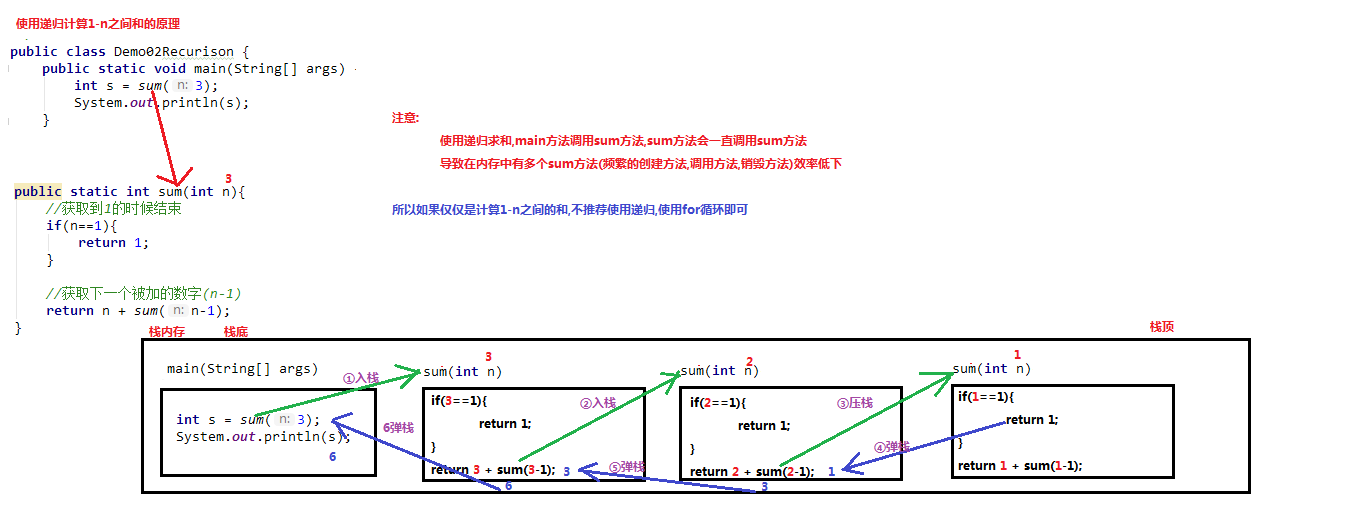 使用递归计算1-n之间和的原理
public class Demo02Recurison {
public static void main(String[] args)
int s = sum( n: 3);
System.out.println(s);
}
注意:
使用递归求和,main方法调用sum方法,sum方法会一直调用sum方法
导致在内存中有多个sum方法(频繁的创建方法,调用方法,销毁方法)效率低下
3
public static int sum(int n){
//获取到1的时候结束
if(n==1){
return 1;
}
所以如果仅仅是计算1-n之间的和,不推荐使用递归,使用for循环即可
//获取下一个被加的数字(n-1)
return n + sum( n: n-1);
}
栈内存 栈底 栈顶
main(String[] args)
int s = sum( n: 3);
System.out.println(s);
6
①入栈
6弹栈
3
sum(int n)
if(3==1){
return 1;
}
return 3 + sum(3-1); 3
6
②入栈
⑤弹栈
2
sum(int n)
if(2==1){
return 1;
}
return 2 + sum(2-1); 1
3
③压栈
④弹栈
1
sum(int n)
if(1==1){
return 1;
}
return 1 + sum(1-1);